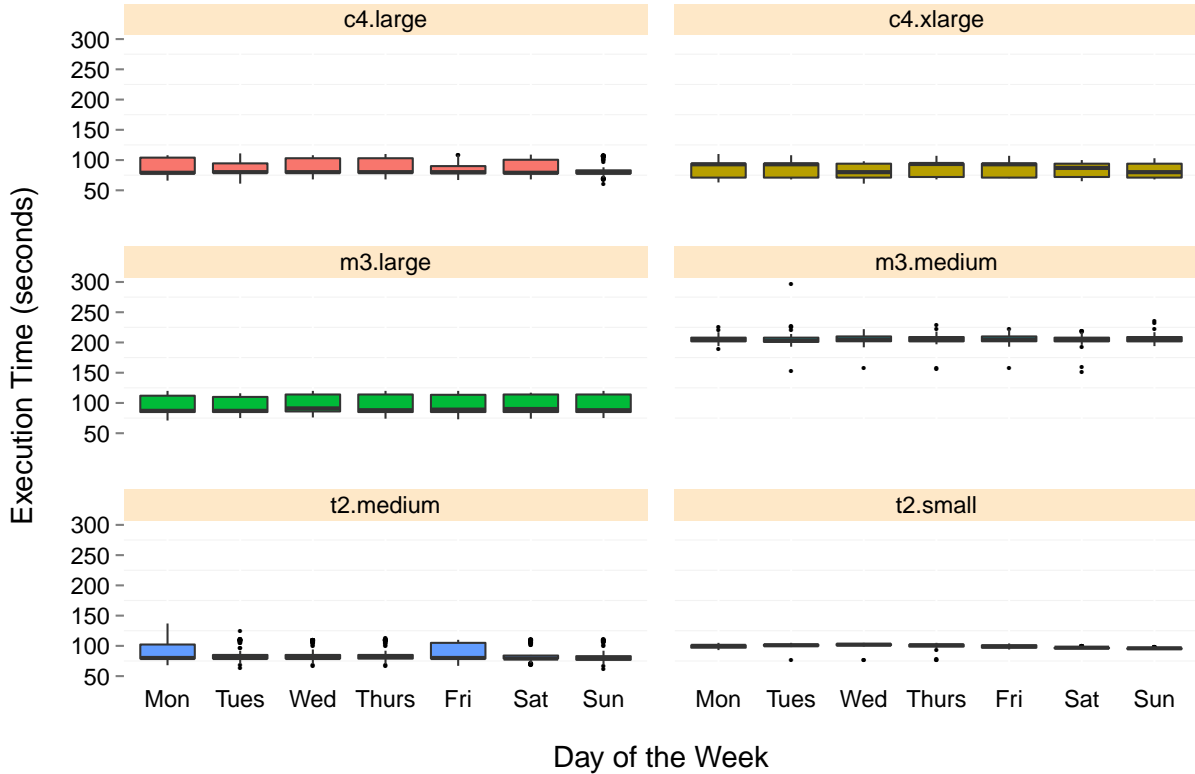 c4.large
c4.xlarge
300
250
200
150
100
50
m3.large
m3.medium
300
250
200
150
100
50
t2.medium
t2.small
300
250
200
150
100
50
Mon Tues Wed Thurs Fri Sat Sun
Mon Tues Wed Thurs Fri Sat Sun
Execution Time (seconds)
Day of the Week